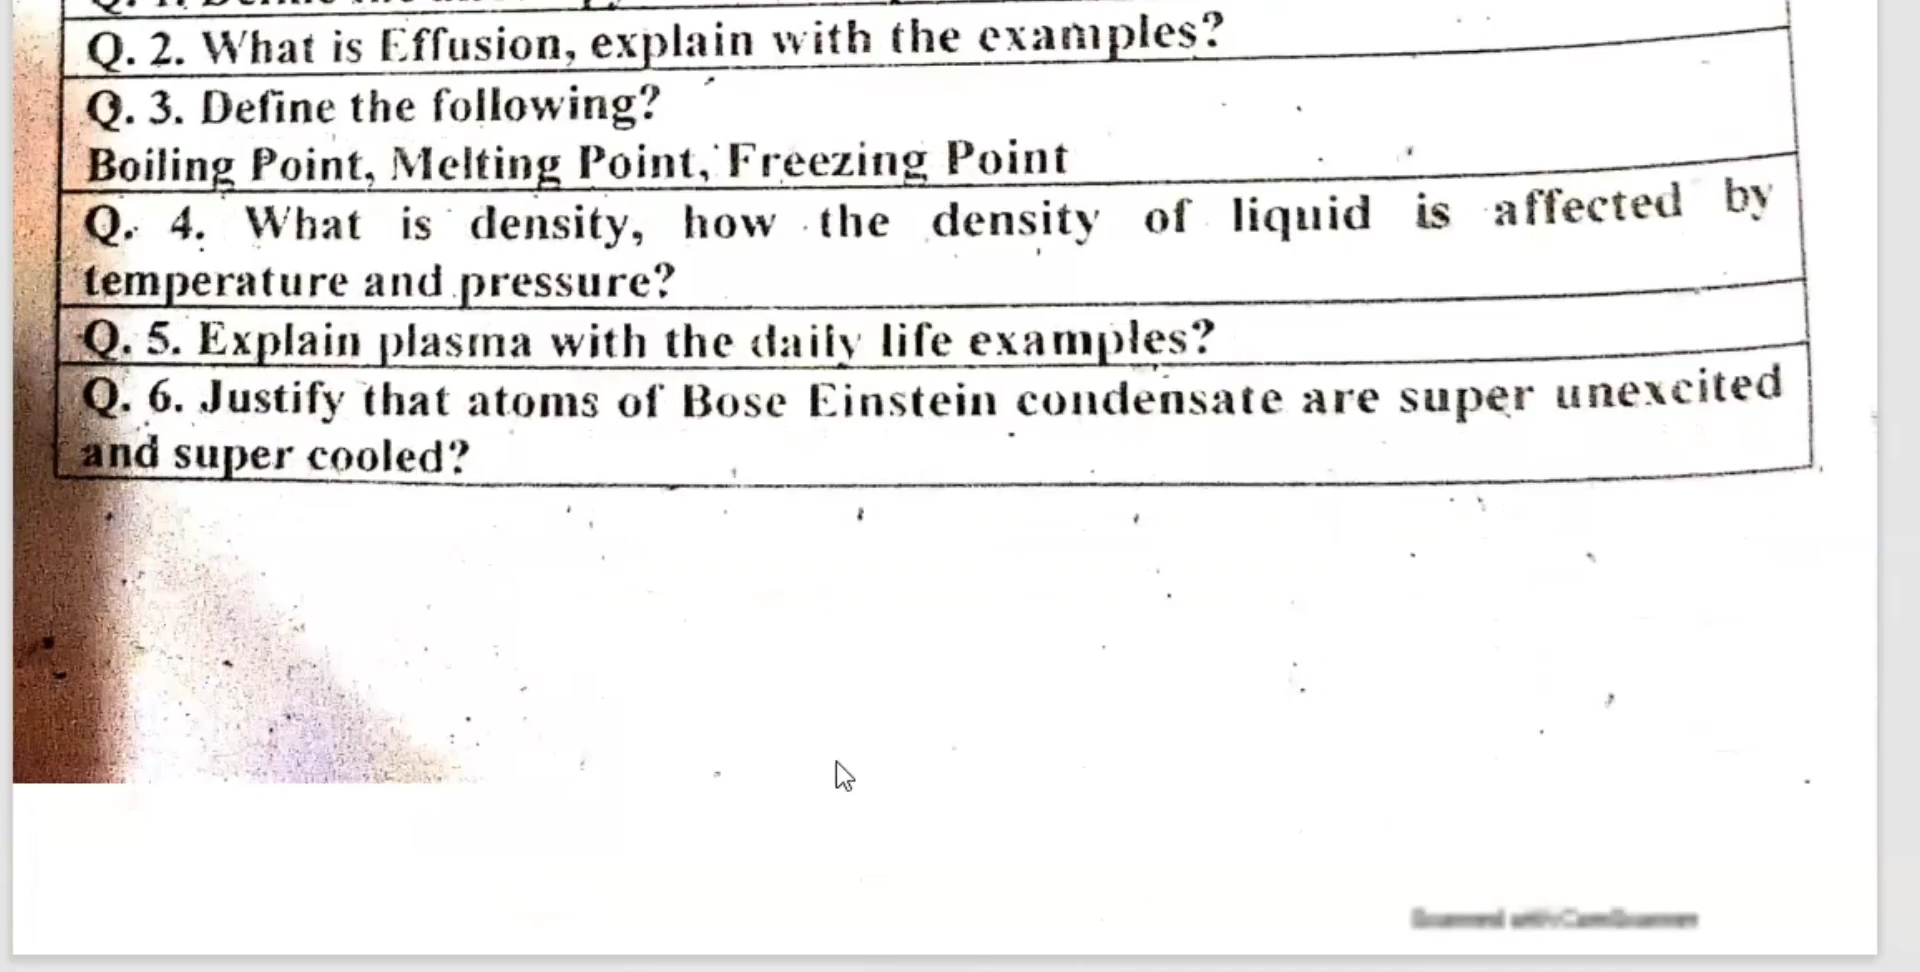 Q. 2. What is Effusion, explain with the examples?
Q. 3. Define the following?
Boiling Point, Melting Point, Freezing Point
Q. 4. What is density, how the density of liquid is affected by
temperature and pressure?
Q. 5. Explain plasma with the daily life examples?
Q. 6. Justify that atoms of Bose Einstein condensate are super unexcited
and super cooled?